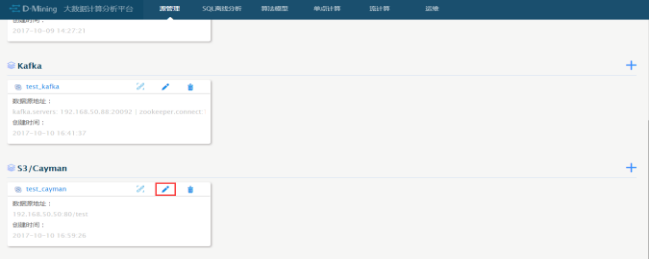 D-Mining 大数据计算分析平台 源管理 SQL离线分析 算法模型 单点计算 流计算 运维
创建时间：
2017-10-09 14:27:21
Kafka
test_kafka
数据源地址：
kafka.servers: 192.168.50.88:20092 ; zookeeper.connect:
创建时间：
2017-10-10 16:41:37
S3/Cayman
test_cayman
数据源地址：
192.168.50.50:80/test
创建时间：
2017-10-10 16:59:26